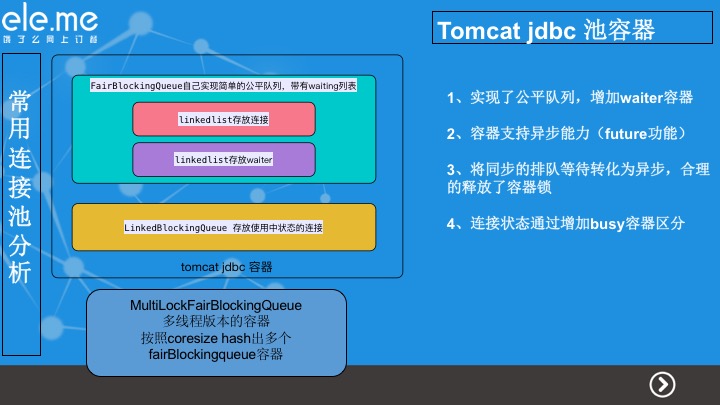 ele.me
饿了么网上订餐
Tomcat jdbc 池容器
常用连接池分析
FairBlockingQueue自己实现简单的公平队列，带有waiting列表
linkedlist存放连接
linkedlist存放waiter
LinkedBlockingQueue 存放使用中状态的连接
tomcat jdbc 容器
MultiLockFairBlockingQueue
多线程版本的容器
按照coresize hash出多个
fairBlockingqueue容器
1、实现了公平队列，增加waiter容器
2、容器支持异步能力（future功能）
3、将同步的排队等待转化为异步，合理
的释放了容器锁
4、连接状态通过增加busy容器区分